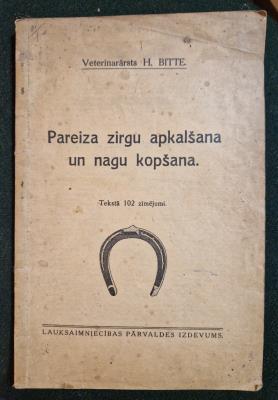 Veterinarārsts H. BITTE.
Pareiza zirgu apkalšana
un nagu kopšana.
Tekstā 102 zīmējumi.
LAUKSAIMNIECĪBAS PĀRVALDES IZDEVUMS.